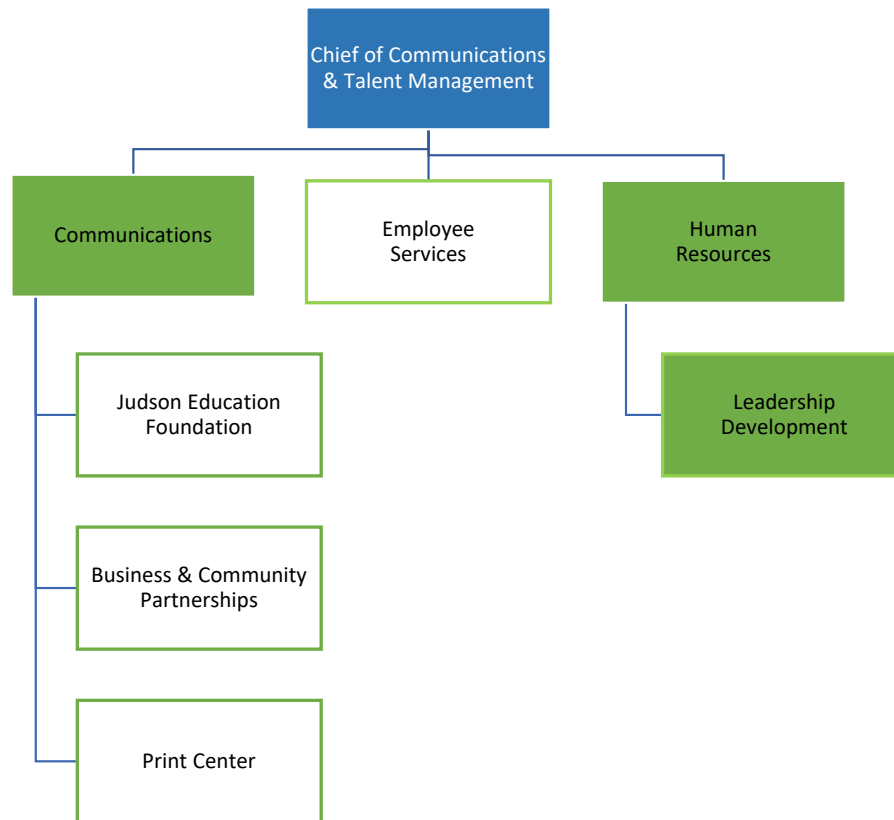 Chief of Communications
& Talent Management
Communications
Employee
Services
Human
Resources
Judson Education
Foundation
Leadership
Development
Business & Community
Partnerships
Print Center